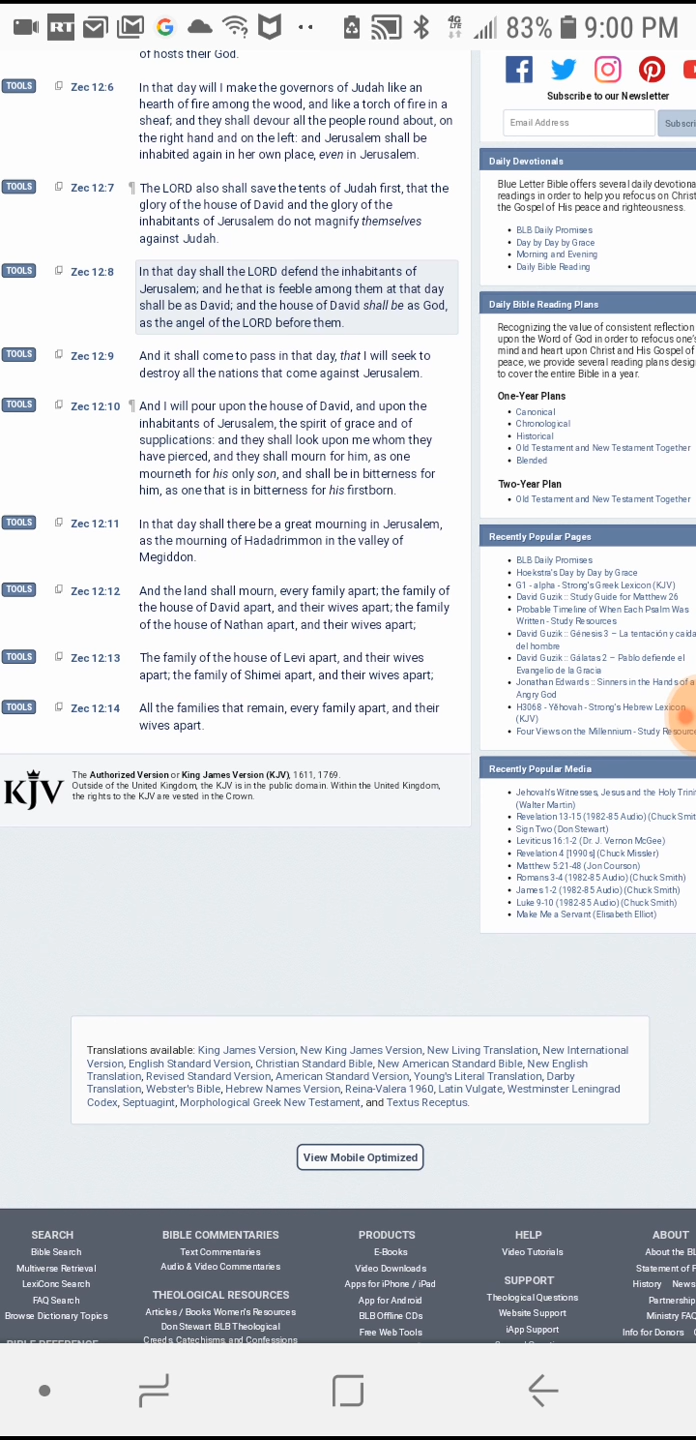 RT
M
G
4G
LTE
83%
9:00 PM
of hosts their God.
TOOLS
Zec 12:6
In that day will I make the governors of Judah like an
hearth of fire among the wood, and like a torch of fire in a
sheaf; and they shall devour all the people round about, on
the right hand and on the left: and Jerusalem shall be
inhabited again in her own place, even in Jerusalem.
TOOLS
Zec 12:7
¶ The LORD also shall save the tents of Judah first, that the
glory of the house of David and the glory of the
inhabitants of Jerusalem do not magnify themselves
against Judah.
TOOLS
Zec 12:8
In that day shall the LORD defend the inhabitants of
Jerusalem; and he that is feeble among them at that day
shall be as David; and the house of David shall be as God,
as the angel of the LORD before them.
TOOLS
Zec 12:9
And it shall come to pass in that day, that I will seek to
destroy all the nations that come against Jerusalem.
TOOLS
Zec 12:10
¶ And I will pour upon the house of David, and upon the
inhabitants of Jerusalem, the spirit of grace and of
supplications: and they shall look upon me whom they
have pierced, and they shall mourn for him, as one
mourneth for his only son, and shall be in bitterness for
him, as one that is in bitterness for his firstborn.
TOOLS
Zec 12:11
In that day shall there be a great mourning in Jerusalem,
as the mourning of Hadadrimmon in the valley of
Megiddon.
TOOLS
Zec 12:12
And the land shall mourn, every family apart; the family of
the house of David apart, and their wives apart; the family
of the house of Nathan apart, and their wives apart;
TOOLS
Zec 12:13
The family of the house of Levi apart, and their wives
apart; the family of Shimei apart, and their wives apart;
TOOLS
Zec 12:14
All the families that remain, every family apart, and their
wives apart.
KJV
The Authorized Version or King James Version (KJV), 1611, 1769.
Outside of the United Kingdom, the KJV is in the public domain. Within the United Kingdom,
the rights to the KJV are vested in the Crown.
Subscribe to our Newsletter
Email Address
Subscri
Daily Devotionals
Blue Letter Bible offers several daily devotiona
readings in order to help you refocus on Christ
the Gospel of His peace and righteousness.
• BLB Daily Promises
• Day by Day by Grace
• Morning and Evening
• Daily Bible Reading
Daily Bible Reading Plans
Recognizing the value of consistent reflection
upon the Word of God in order to refocus one's
mind and heart upon Christ and His Gospel of
peace, we provide several reading plans desig
to cover the entire Bible in a year.
One-Year Plans
• Canonical
• Chronological
• Historical
• Old Testament and New Testament Together
• Blended
Two-Year Plan
• Old Testament and New Testament Together
Recently Popular Pages
• BLB Daily Promises
• Hoekstra's Day by Day by Grace
• G1 - alpha - Strong's Greek Lexicon (KJV)
• David Guzik :: Study Guide for Matthew 26
• Probable Timeline of When Each Psalm Was
Written - Study Resources
• David Guzik :: Génesis 3 – La tentación y caída
del hombre
• David Guzik :: Gálatas 2 – Pablo defiende el
Evangelio de la Gracia
• Jonathan Edwards :: Sinners in the Hands of a
Angry God
• H3068 - Yĕhovah - Strong's Hebrew Lexicon
(KJV)
• Four Views on the Millennium - Study Resource
Recently Popular Media
• Jehovah's Witnesses, Jesus and the Holy Trini
(Walter Martin)
• Revelation 13-15 (1982-85 Audio) (Chuck Smit
• Sign Two (Don Stewart)
• Leviticus 16:1-2 (Dr. J. Vernon McGee)
• Revelation 4 [1990s] (Chuck Missler)
• Matthew 5:21-48 (Jon Courson)
• Romans 3-4 (1982-85 Audio) (Chuck Smith)
• James 1-2 (1982-85 Audio) (Chuck Smith)
• Luke 9-10 (1982-85 Audio) (Chuck Smith)
• Make Me a Servant (Elisabeth Elliot)
Translations available: King James Version, New King James Version, New Living Translation, New International
Version, English Standard Version, Christian Standard Bible, New American Standard Bible, New English
Translation, Revised Standard Version, American Standard Version, Young's Literal Translation, Darby
Translation, Webster's Bible, Hebrew Names Version, Reina-Valera 1960, Latin Vulgate, Westminster Leningrad
Codex, Septuagint, Morphological Greek New Testament, and Textus Receptus.
View Mobile Optimized
SEARCH
Bible Search
Multiverse Retrieval
LexiConc Search
FAQ Search
Browse Dictionary Topics
BIBLE REFERENCE
BIBLE COMMENTARIES
Text Commentaries
Audio & Video Commentaries
THEOLOGICAL RESOURCES
Articles / Books Women's Resources
Don Stewart BLB Theological
Creeds, Catechisms, and Confessions
PRODUCTS
E-Books
Video Downloads
Apps for iPhone / iPad
App for Android
BLB Offline CDs
Free Web Tools
HELP
Video Tutorials
SUPPORT
Theological Questions
Website Support
iApp Support
ABOUT
About the BL
Statement of F
History News
Partnership
Ministry FAQ
Info for Donors